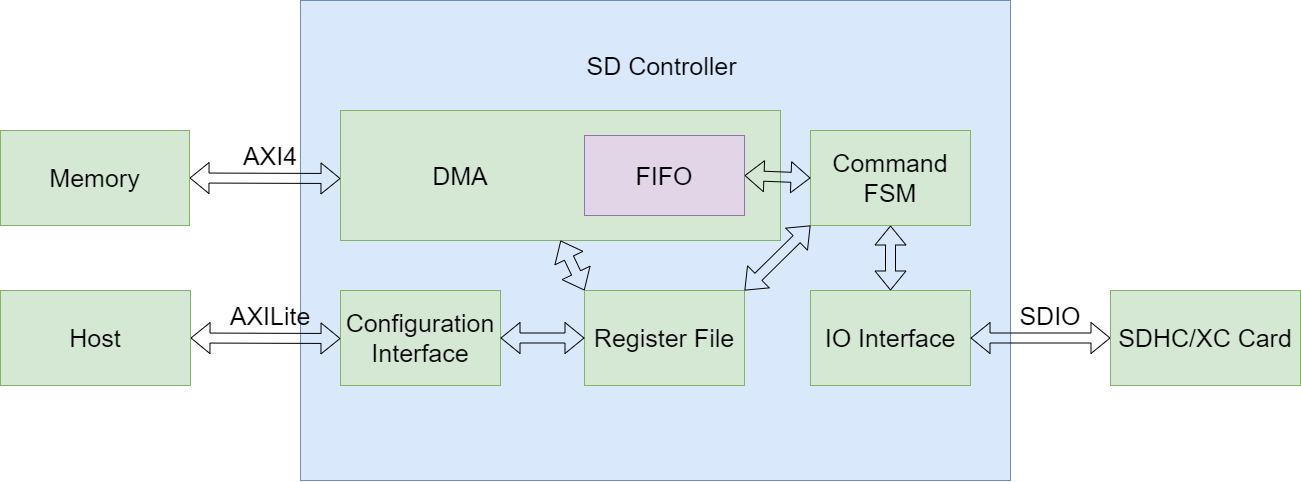 SD Controller
Memory
AXI4
DMA
FIFO
Command
FSM
Host
AXILite
Configuration
Interface
Register File
IO Interface
SDIO
SDHC/XC Card